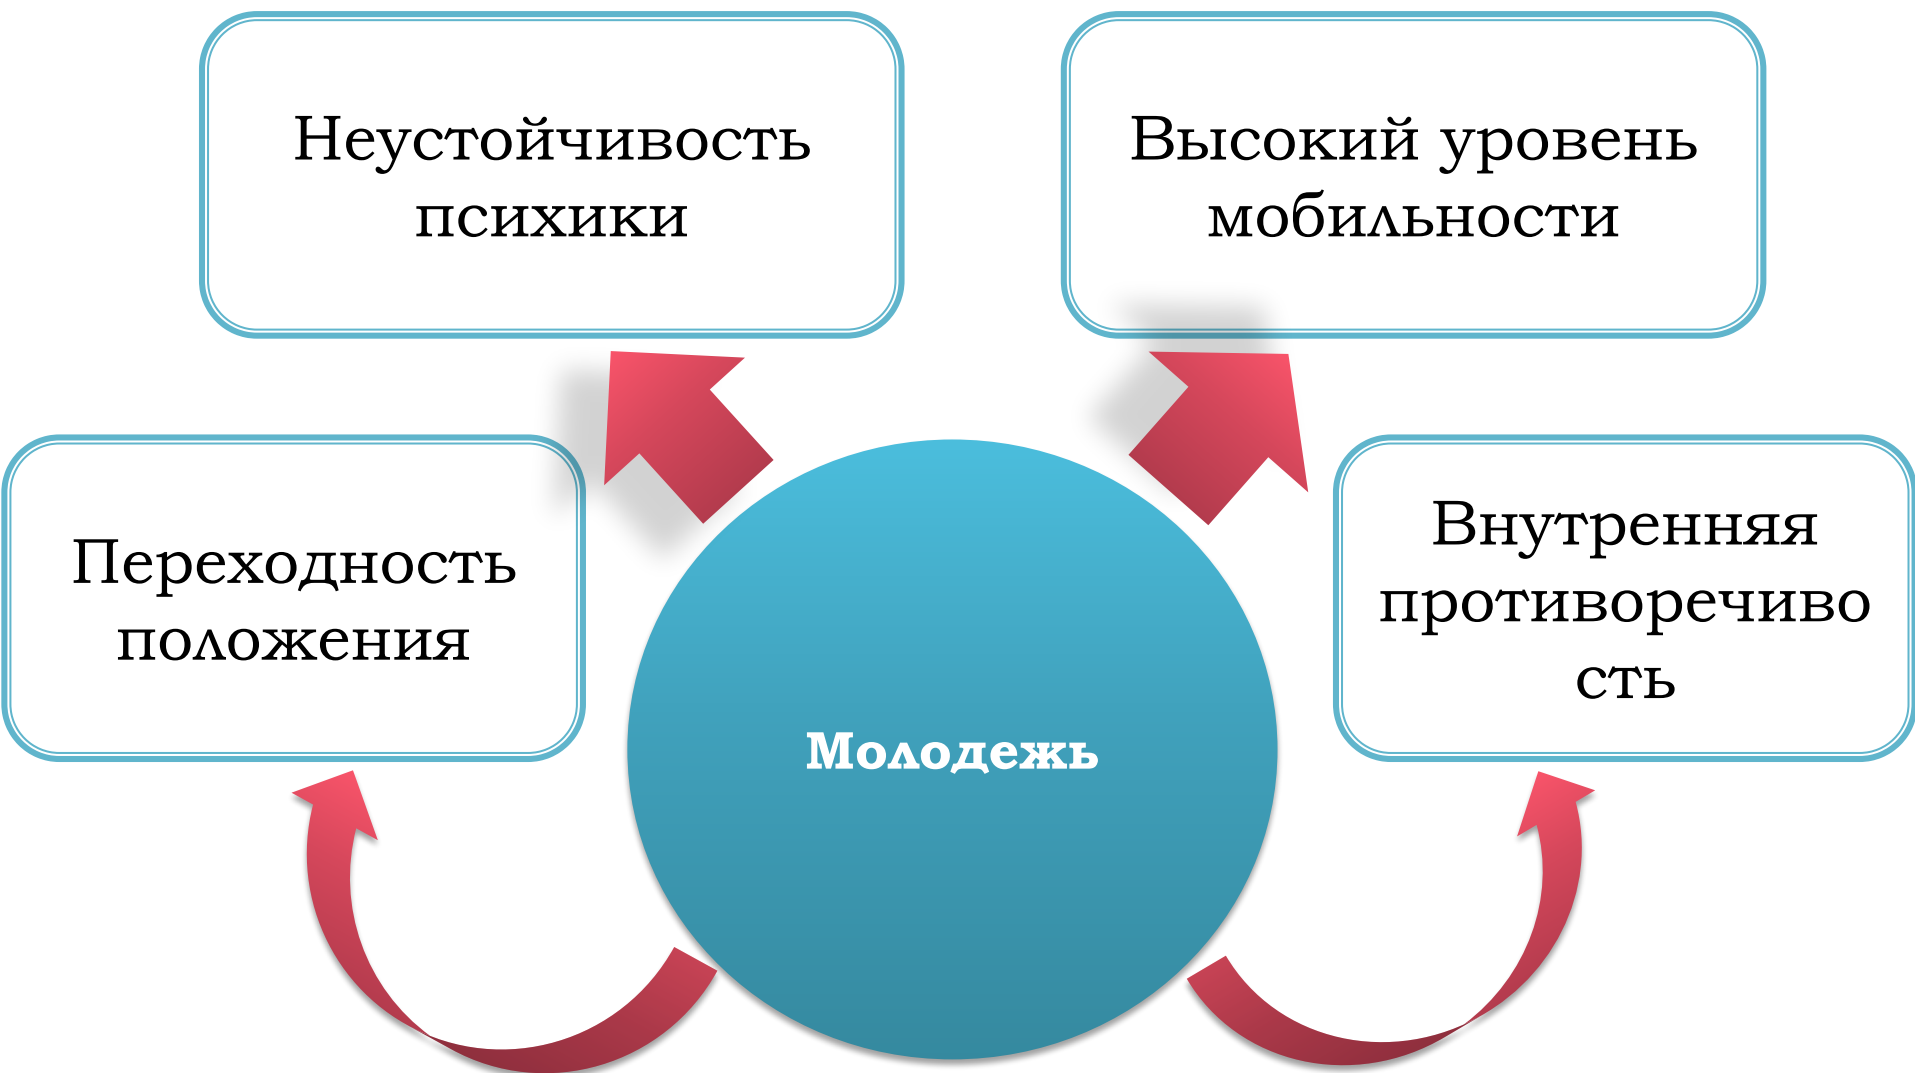 Неустойчивость
психики
Высокий уровень
мобильности
Переходность
положения
Внутренняя
противоречиво
сть
Молодежь